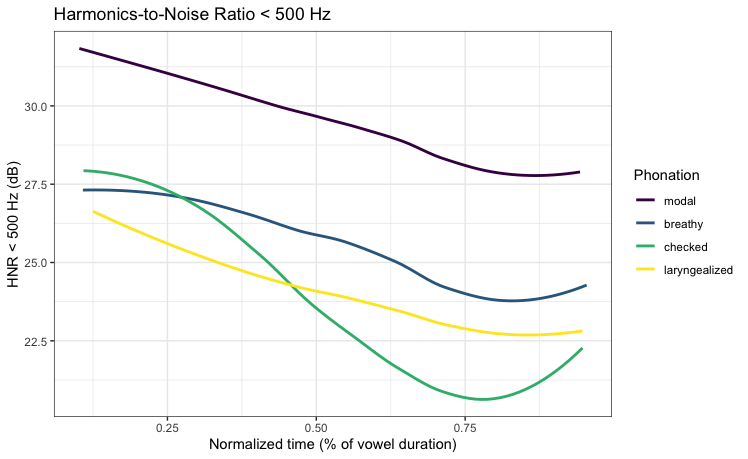 Harmonics-to-Noise Ratio < 500 Hz
HNR < 500 Hz (dB)
30.0
27.5
25.0
22.5
0.25
0.50
0.75
Normalized time (% of vowel duration)
Phonation
modal
breathy
checked
laryngealized